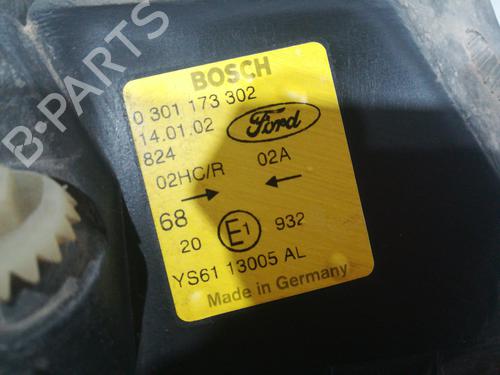 B-PARTS
BOSCH
0 301 173 302
14.01.02
Ford
824
02HC/R 02A
68
20 E1 932
YS61 13005 AL
Made in Germany